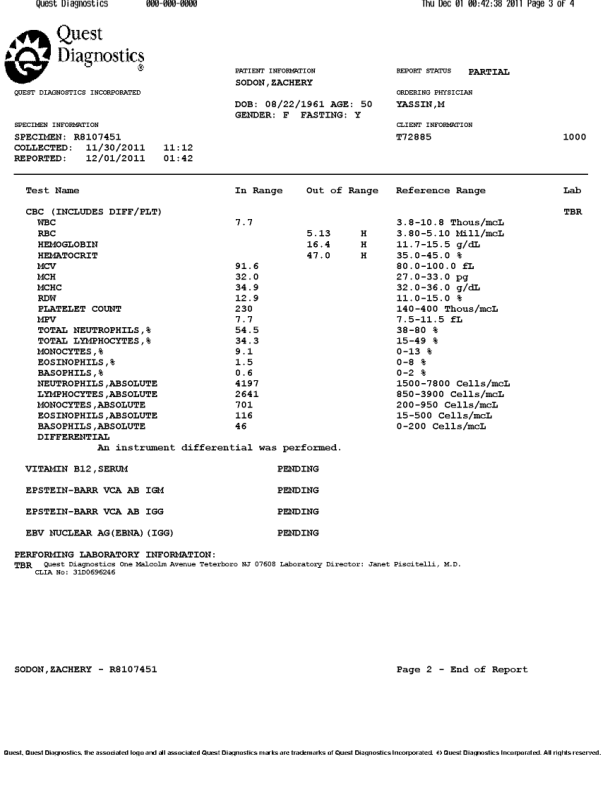 Quest Diagnostics 000-000-0000 Thu Dec 01 00:42:38 2011 Page 3 of 4
Quest
Diagnostics
®
QUEST DIAGNOSTICS INCORPORATED
PATIENT INFORMATION
SODON,ZACHERY
DOB: 08/22/1961 AGE: 50
GENDER: F FASTING: Y
REPORT STATUS PARTIAL
ORDERING PHYSICIAN
YASSIN,M
CLIENT INFORMATION
T72885 1000
SPECIMEN INFORMATION
SPECIMEN: R8107451
COLLECTED: 11/30/2011 11:12
REPORTED: 12/01/2011 01:42
Test Name In Range Out of Range Reference Range Lab
CBC (INCLUDES DIFF/PLT) TBR
WBC 7.7 3.8-10.8 Thous/mcL
RBC 5.13 H 3.80-5.10 Mill/mcL
HEMOGLOBIN 16.4 H 11.7-15.5 g/dL
HEMATOCRIT 47.0 H 35.0-45.0 %
MCV 91.6 80.0-100.0 fL
MCH 32.0 27.0-33.0 pg
MCHC 34.9 32.0-36.0 g/dL
RDW 12.9 11.0-15.0 %
PLATELET COUNT 230 140-400 Thous/mcL
MPV 7.7 7.5-11.5 fL
TOTAL NEUTROPHILS,% 54.5 38-80 %
TOTAL LYMPHOCYTES,% 34.3 15-49 %
MONOCYTES,% 9.1 0-13 %
EOSINOPHILS,% 1.5 0-8 %
BASOPHILS,% 0.6 0-2 %
NEUTROPHILS,ABSOLUTE 4197 1500-7800 Cells/mcL
LYMPHOCYTES,ABSOLUTE 2641 850-3900 Cells/mcL
MONOCYTES,ABSOLUTE 701 200-950 Cells/mcL
EOSINOPHILS,ABSOLUTE 116 15-500 Cells/mcL
BASOPHILS,ABSOLUTE 46 0-200 Cells/mcL
DIFFERENTIAL
An instrument differential was performed.
VITAMIN B12,SERUM PENDING
EPSTEIN-BARR VCA AB IGM PENDING
EPSTEIN-BARR VCA AB IGG PENDING
EBV NUCLEAR AG(EBNA)(IGG) PENDING
PERFORMING LABORATORY INFORMATION:
TBR Quest Diagnostics One Malcolm Avenue Teterboro NJ 07608 Laboratory Director: Janet Piscitelli, M.D.
CLIA No: 31D0696246
SODON,ZACHERY - R8107451 Page 2 - End of Report
Quest, Quest Diagnostics, the associated logo and all associated Quest Diagnostics marks are trademarks of Quest Diagnostics Incorporated. © Quest Diagnostics Incorporated. All rights reserved.